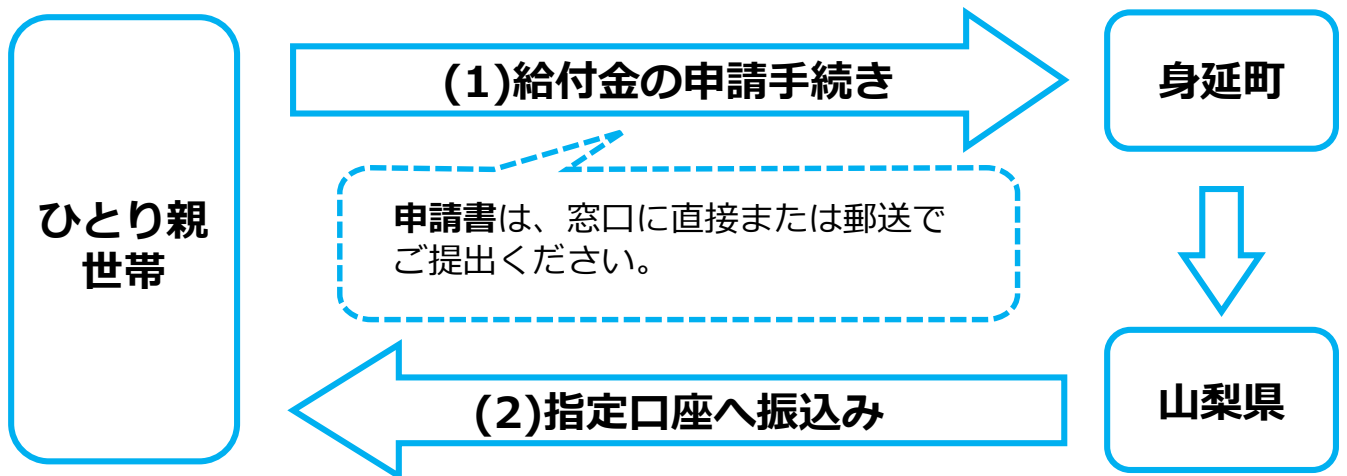 (1)給付金の申請手続き
身延町
申請書は、窓口に直接または郵送で
ご提出ください。
ひとり親
世帯
(2)指定口座へ振込み
山梨県